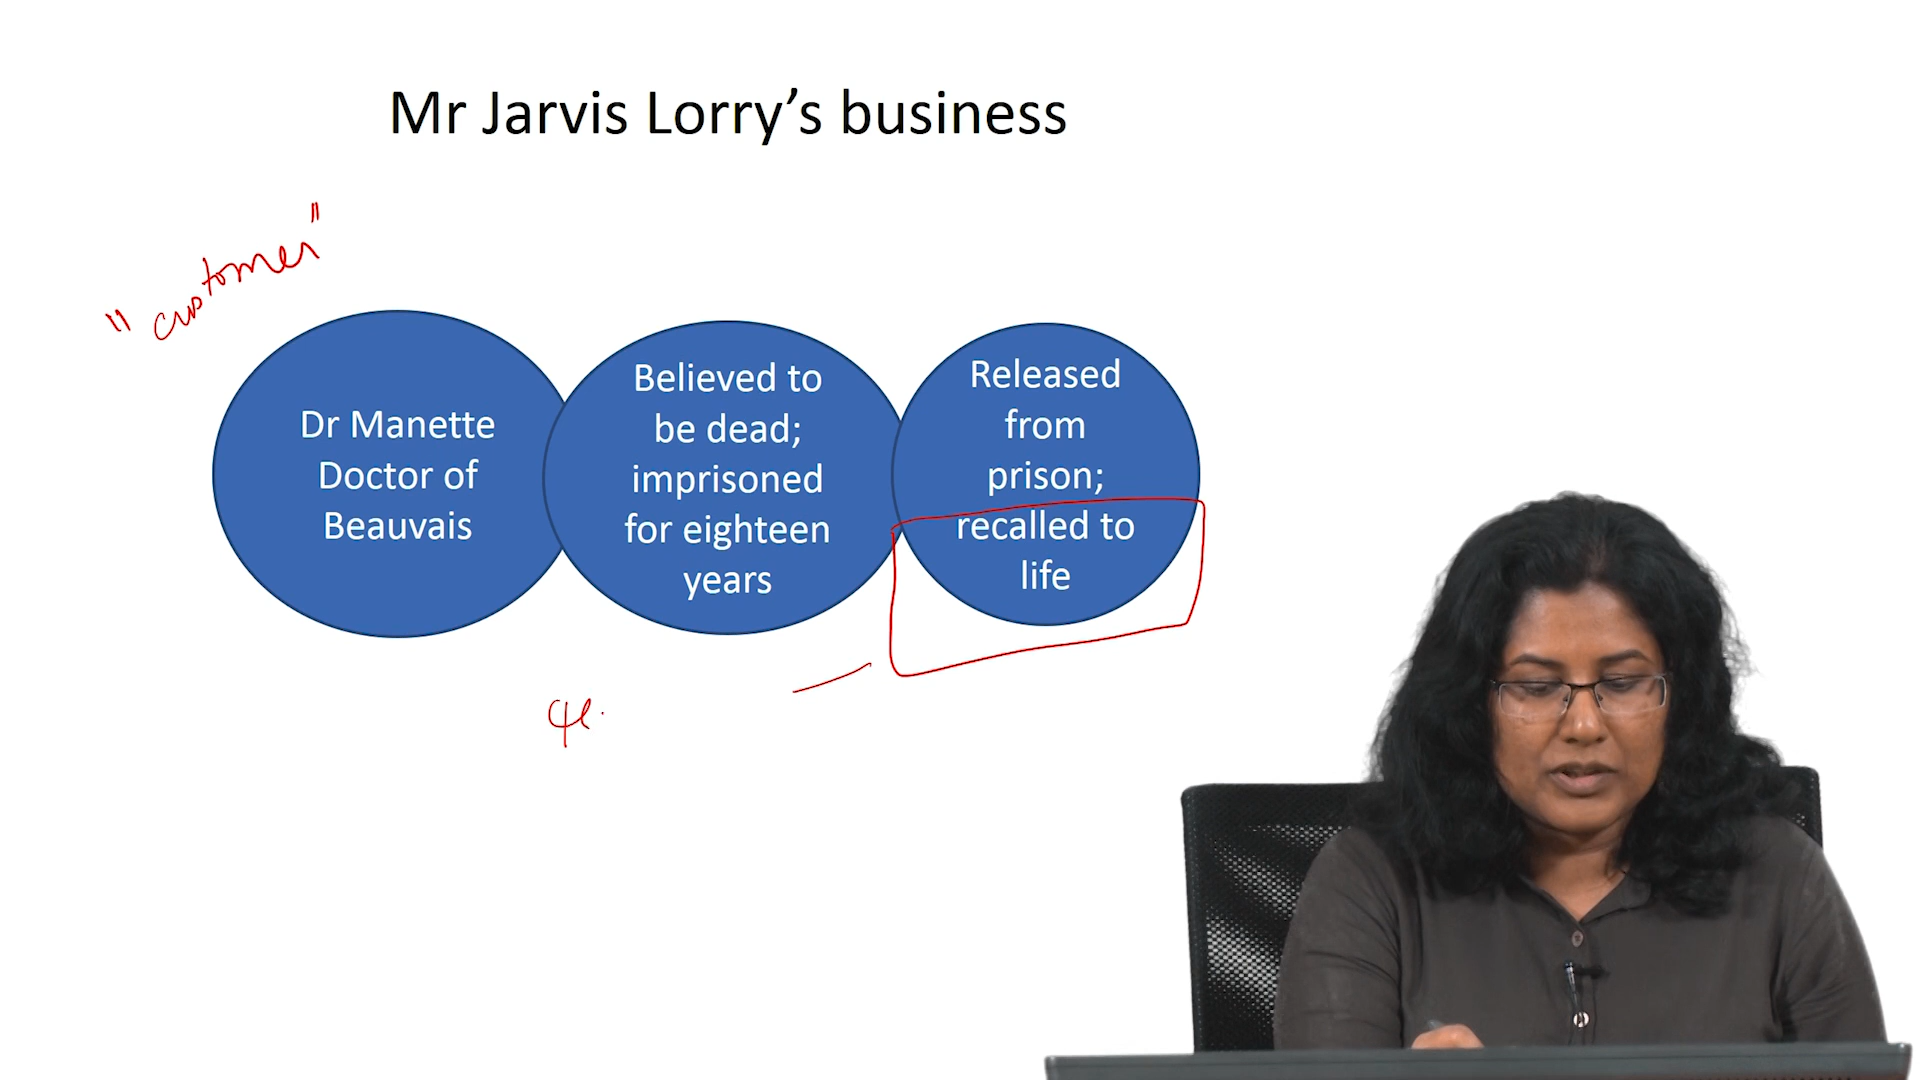 Mr Jarvis Lorry’s business
"customer"
Dr Manette
Doctor of
Beauvais
Believed to
be dead;
imprisoned
for eighteen
years
Released
from
prison;
recalled to
life